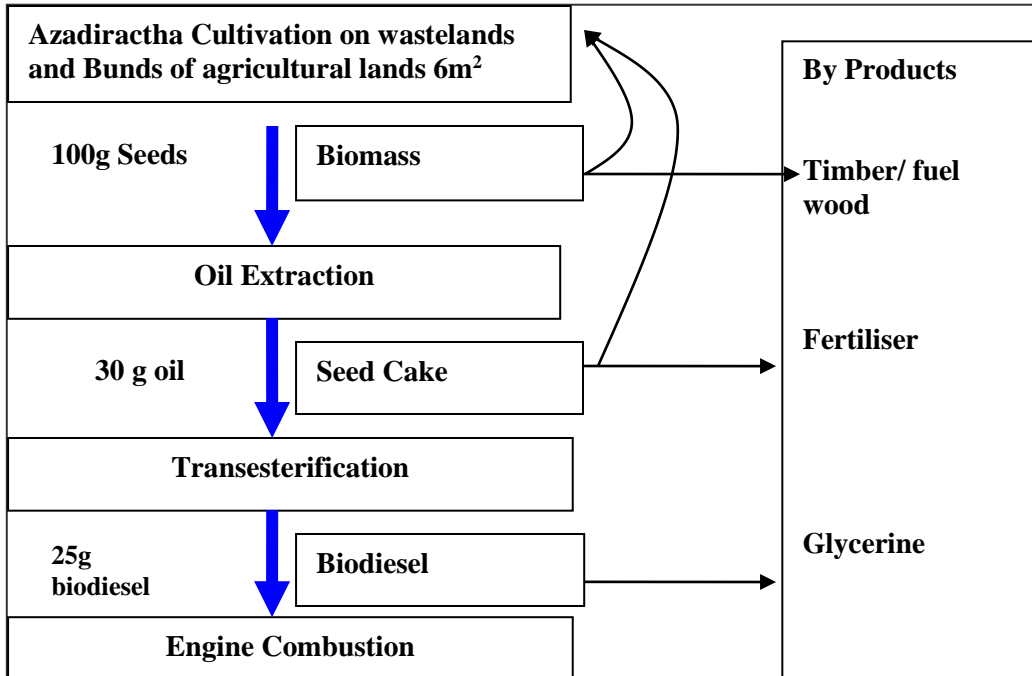 Azadiractha Cultivation on wastelands
and Bunds of agricultural lands 6m²
By Products
100g Seeds
Biomass
Timber/ fuel
wood
Oil Extraction
30 g oil
Seed Cake
Fertiliser
Transesterification
25g
biodiesel
Biodiesel
Glycerine
Engine Combustion